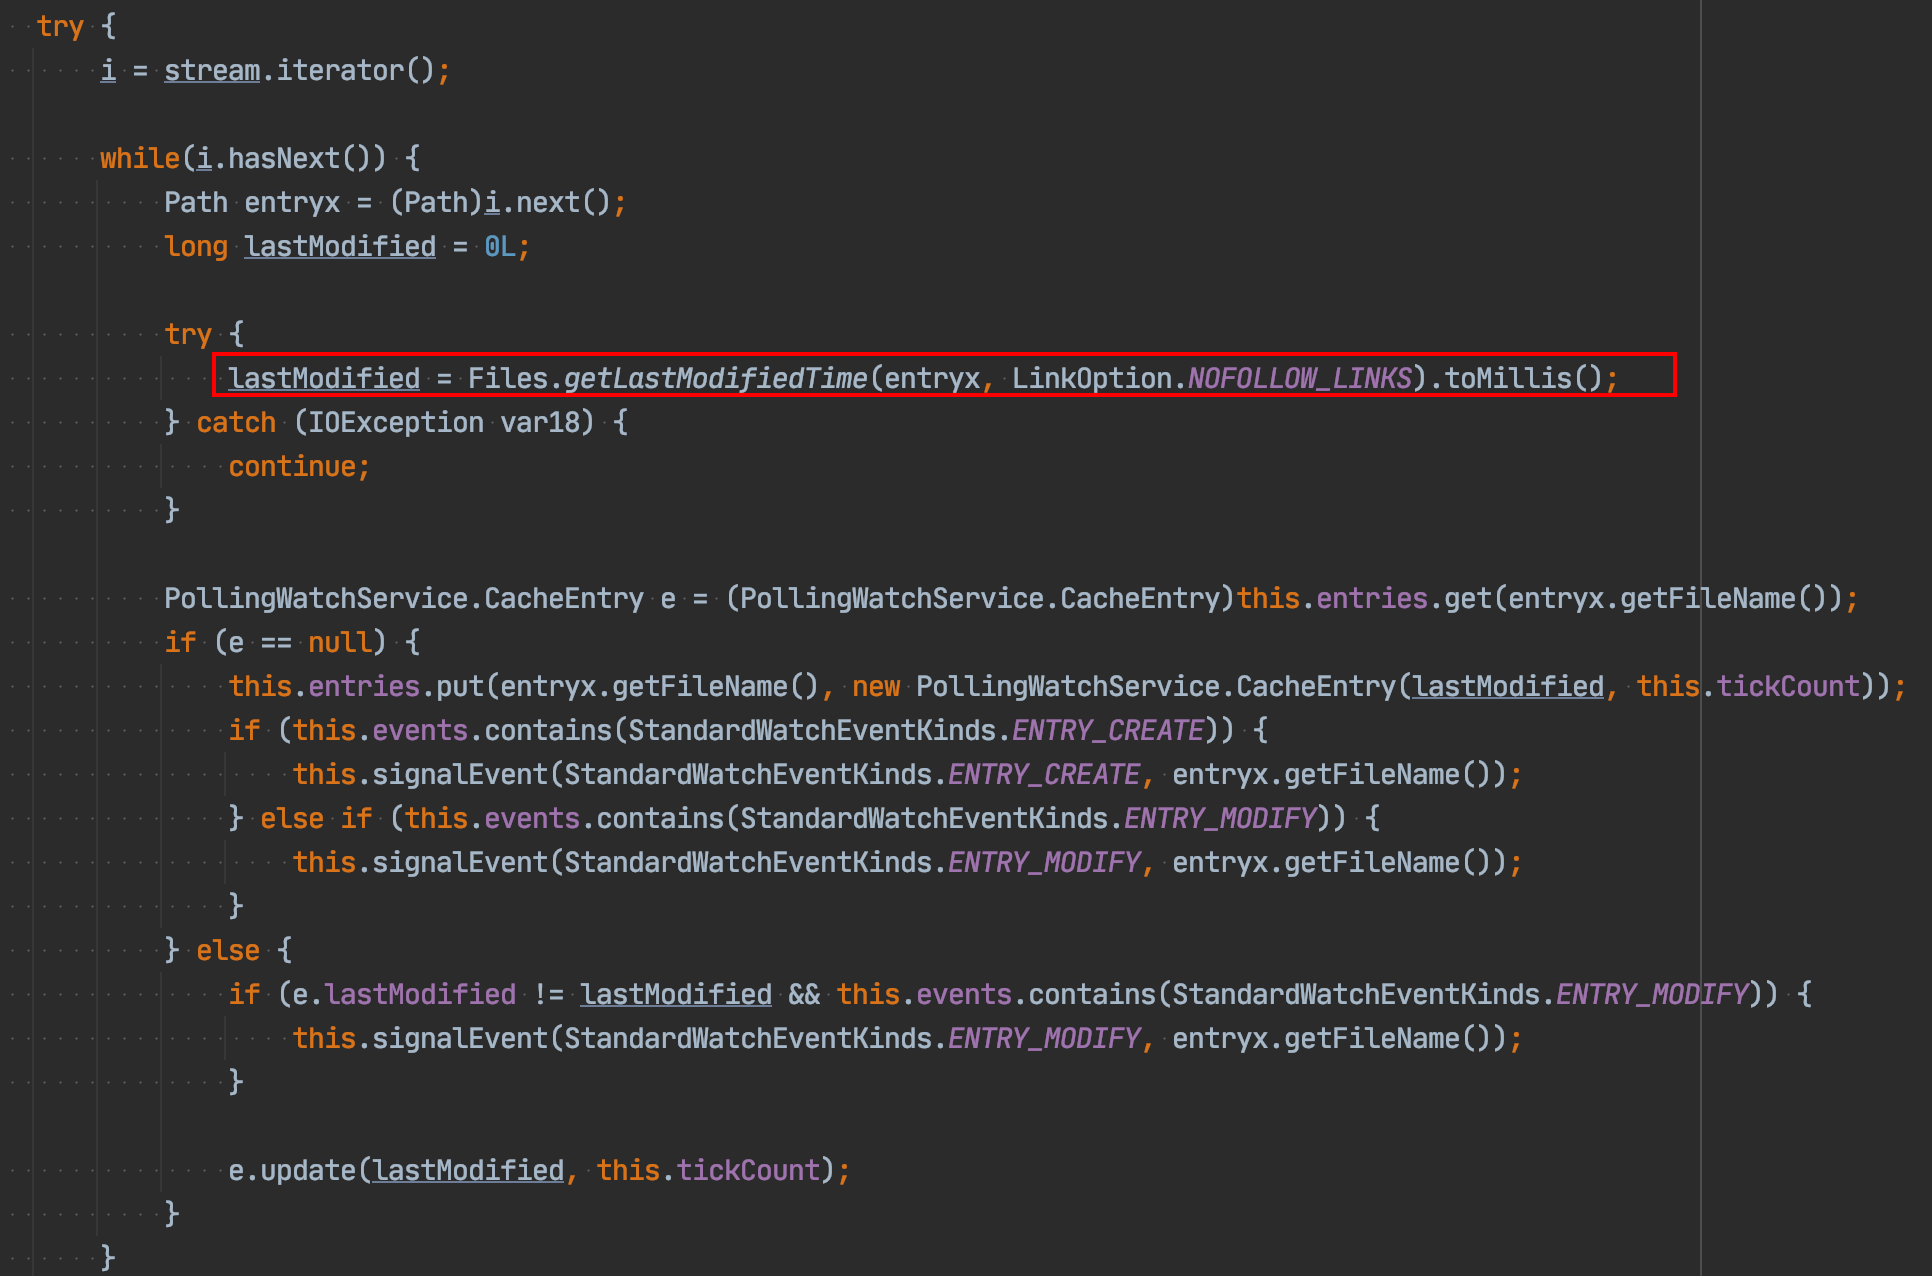 try {
i = stream.iterator();
while(i.hasNext()) {
Path entryx = (Path)i.next();
long lastModified = 0L;
try {
lastModified = Files.getLastModifiedTime(entryx, LinkOption.NOFOLLOW_LINKS).toMillis();
} catch (IOException var18) {
continue;
}
PollingWatchService.CacheEntry e = (PollingWatchService.CacheEntry)this.entries.get(entryx.getFileName());
if (e == null) {
this.entries.put(entryx.getFileName(), new PollingWatchService.CacheEntry(lastModified, this.tickCount));
if (this.events.contains(StandardWatchEventKinds.ENTRY_CREATE)) {
this.signalEvent(StandardWatchEventKinds.ENTRY_CREATE, entryx.getFileName());
} else if (this.events.contains(StandardWatchEventKinds.ENTRY_MODIFY)) {
this.signalEvent(StandardWatchEventKinds.ENTRY_MODIFY, entryx.getFileName());
}
} else {
if (e.lastModified != lastModified && this.events.contains(StandardWatchEventKinds.ENTRY_MODIFY)) {
this.signalEvent(StandardWatchEventKinds.ENTRY_MODIFY, entryx.getFileName());
}
e.update(lastModified, this.tickCount);
}
}